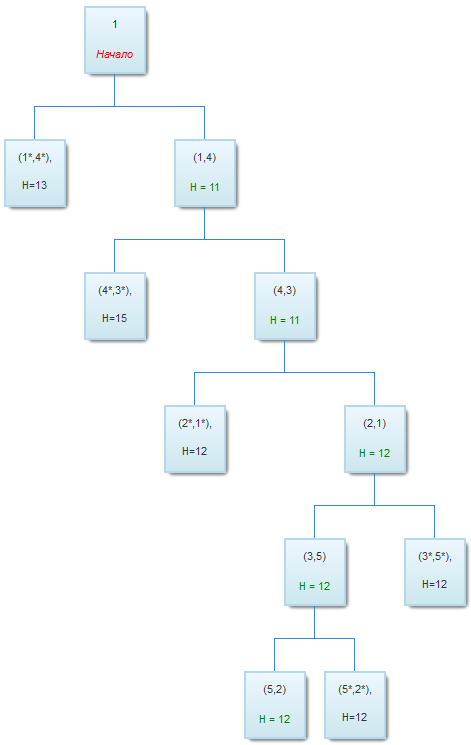 1
Начало
(1*,4*),
H=13
(1,4)
H = 11
(4*,3*),
H=15
(4,3)
H = 11
(2*,1*),
H=12
(2,1)
H = 12
(3,5)
H = 12
(3*,5*),
H=12
(5,2)
H = 12
(5*,2*),
H=12